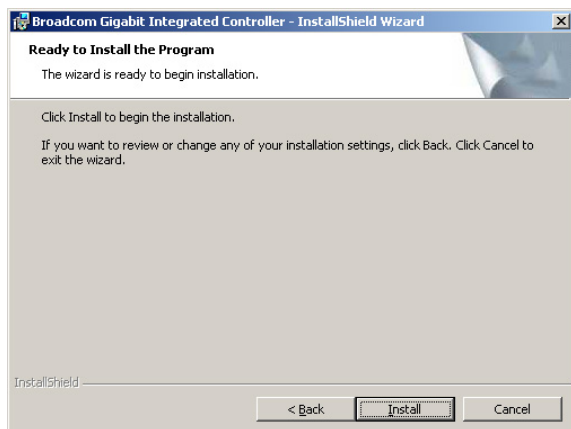 Broadcom Gigabit Integrated Controller - InstallShield Wizard
Ready to Install the Program
The wizard is ready to begin installation.
Click Install to begin the installation.
If you want to review or change any of your installation settings, click Back. Click Cancel to
exit the wizard.
InstallShield
< Back
Install
Cancel